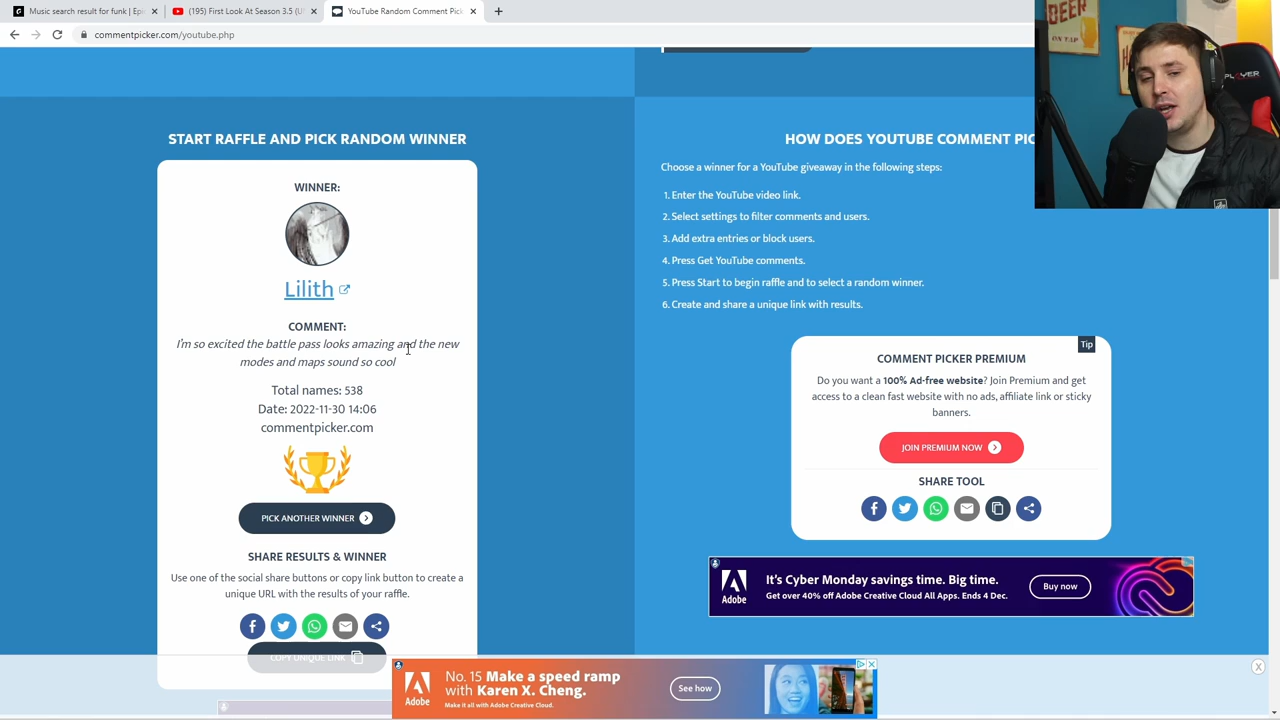 Music search result for funk | Epi
(195) First Look At Season 3.5 (U
YouTube Random Comment Pick
commentpicker.com/youtube.php
BEER
ON TAP
PLAYER
START RAFFLE AND PICK RANDOM WINNER
WINNER:
Lilith
COMMENT:
I'm so excited the battle pass looks amazing and the new
modes and maps sound so cool
Total names: 538
Date: 2022-11-30 14:06
commentpicker.com
PICK ANOTHER WINNER
SHARE RESULTS & WINNER
Use one of the social share buttons or copy link button to create a
unique URL with the results of your raffle.
COPY UNIQUE LINK
HOW DOES YOUTUBE COMMENT PIC
Choose a winner for a YouTube giveaway in the following steps:
1. Enter the YouTube video link.
2. Select settings to filter comments and users.
3. Add extra entries or block users.
4. Press Get YouTube comments.
5. Press Start to begin raffle and to select a random winner.
6. Create and share a unique link with results.
Tip
COMMENT PICKER PREMIUM
Do you want a 100% Ad-free website? Join Premium and get
access to a clean fast website with no ads, affiliate link or sticky
banners.
JOIN PREMIUM NOW
SHARE TOOL
Adobe
It's Cyber Monday savings time. Big time.
Get over 40% off Adobe Creative Cloud All Apps. Ends 4 Dec.
Buy now
Adobe
No. 15 Make a speed ramp
with Karen X. Cheng.
Make it all with Adobe Creative Cloud.
See how